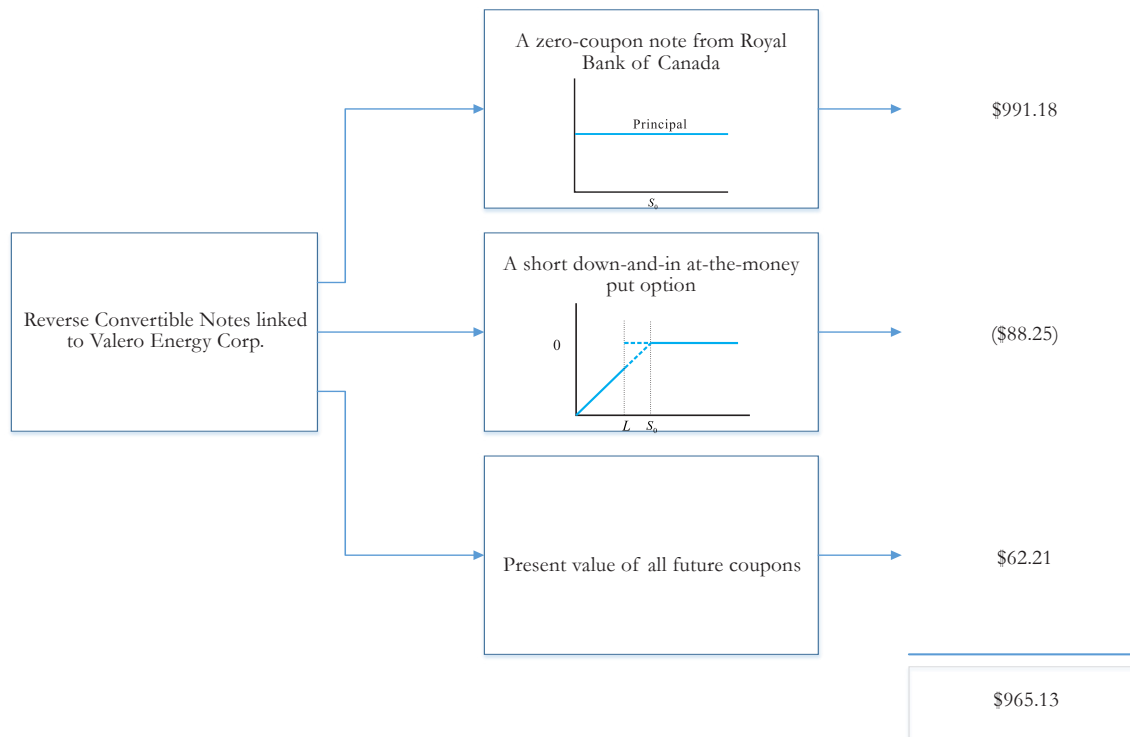 A zero-coupon note from Royal
Bank of Canada
Principal
S₀
$991.18
Reverse Convertible Notes linked
to Valero Energy Corp.
A short down-and-in at-the-money
put option
0
L S₀
($88.25)
Present value of all future coupons
$62.21
$965.13